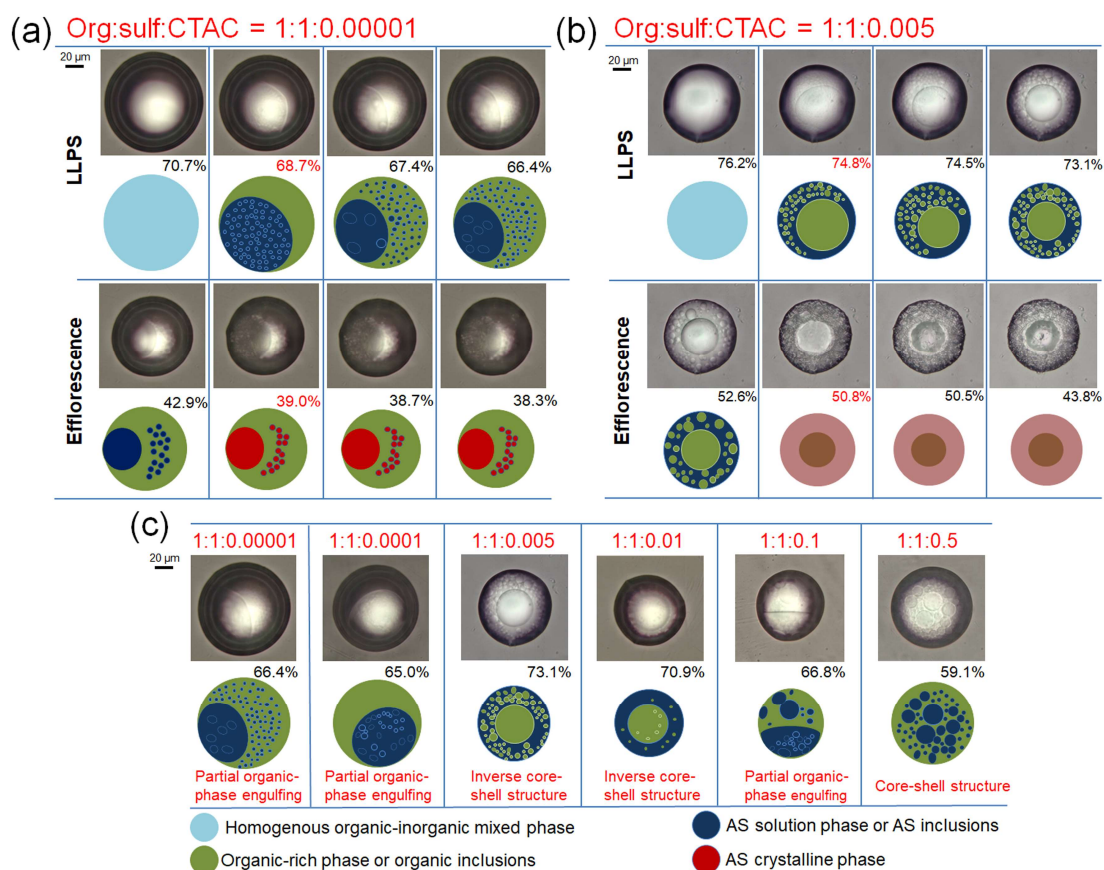 (a)
Org:sulf:CTAC = 1:1:0.00001
20 µm
LLPS
70.7%
68.7%
67.4%
66.4%
Efflorescence
42.9%
39.0%
38.7%
38.3%
(b)
Org:sulf:CTAC = 1:1:0.005
20 µm
LLPS
76.2%
74.8%
74.5%
73.1%
Efflorescence
52.6%
50.8%
50.5%
43.8%
(c)
20 µm
1:1:0.00001
1:1:0.0001
1:1:0.005
1:1:0.01
1:1:0.1
1:1:0.5
66.4%
65.0%
73.1%
70.9%
66.8%
59.1%
Partial organic-
phase engulfing
Partial organic-
phase engulfing
Inverse core-
shell structure
Inverse core-
shell structure
Partial organic-
phase engulfing
Core-shell structure
Homogenous organic-inorganic mixed phase
AS solution phase or AS inclusions
Organic-rich phase or organic inclusions
AS crystalline phase